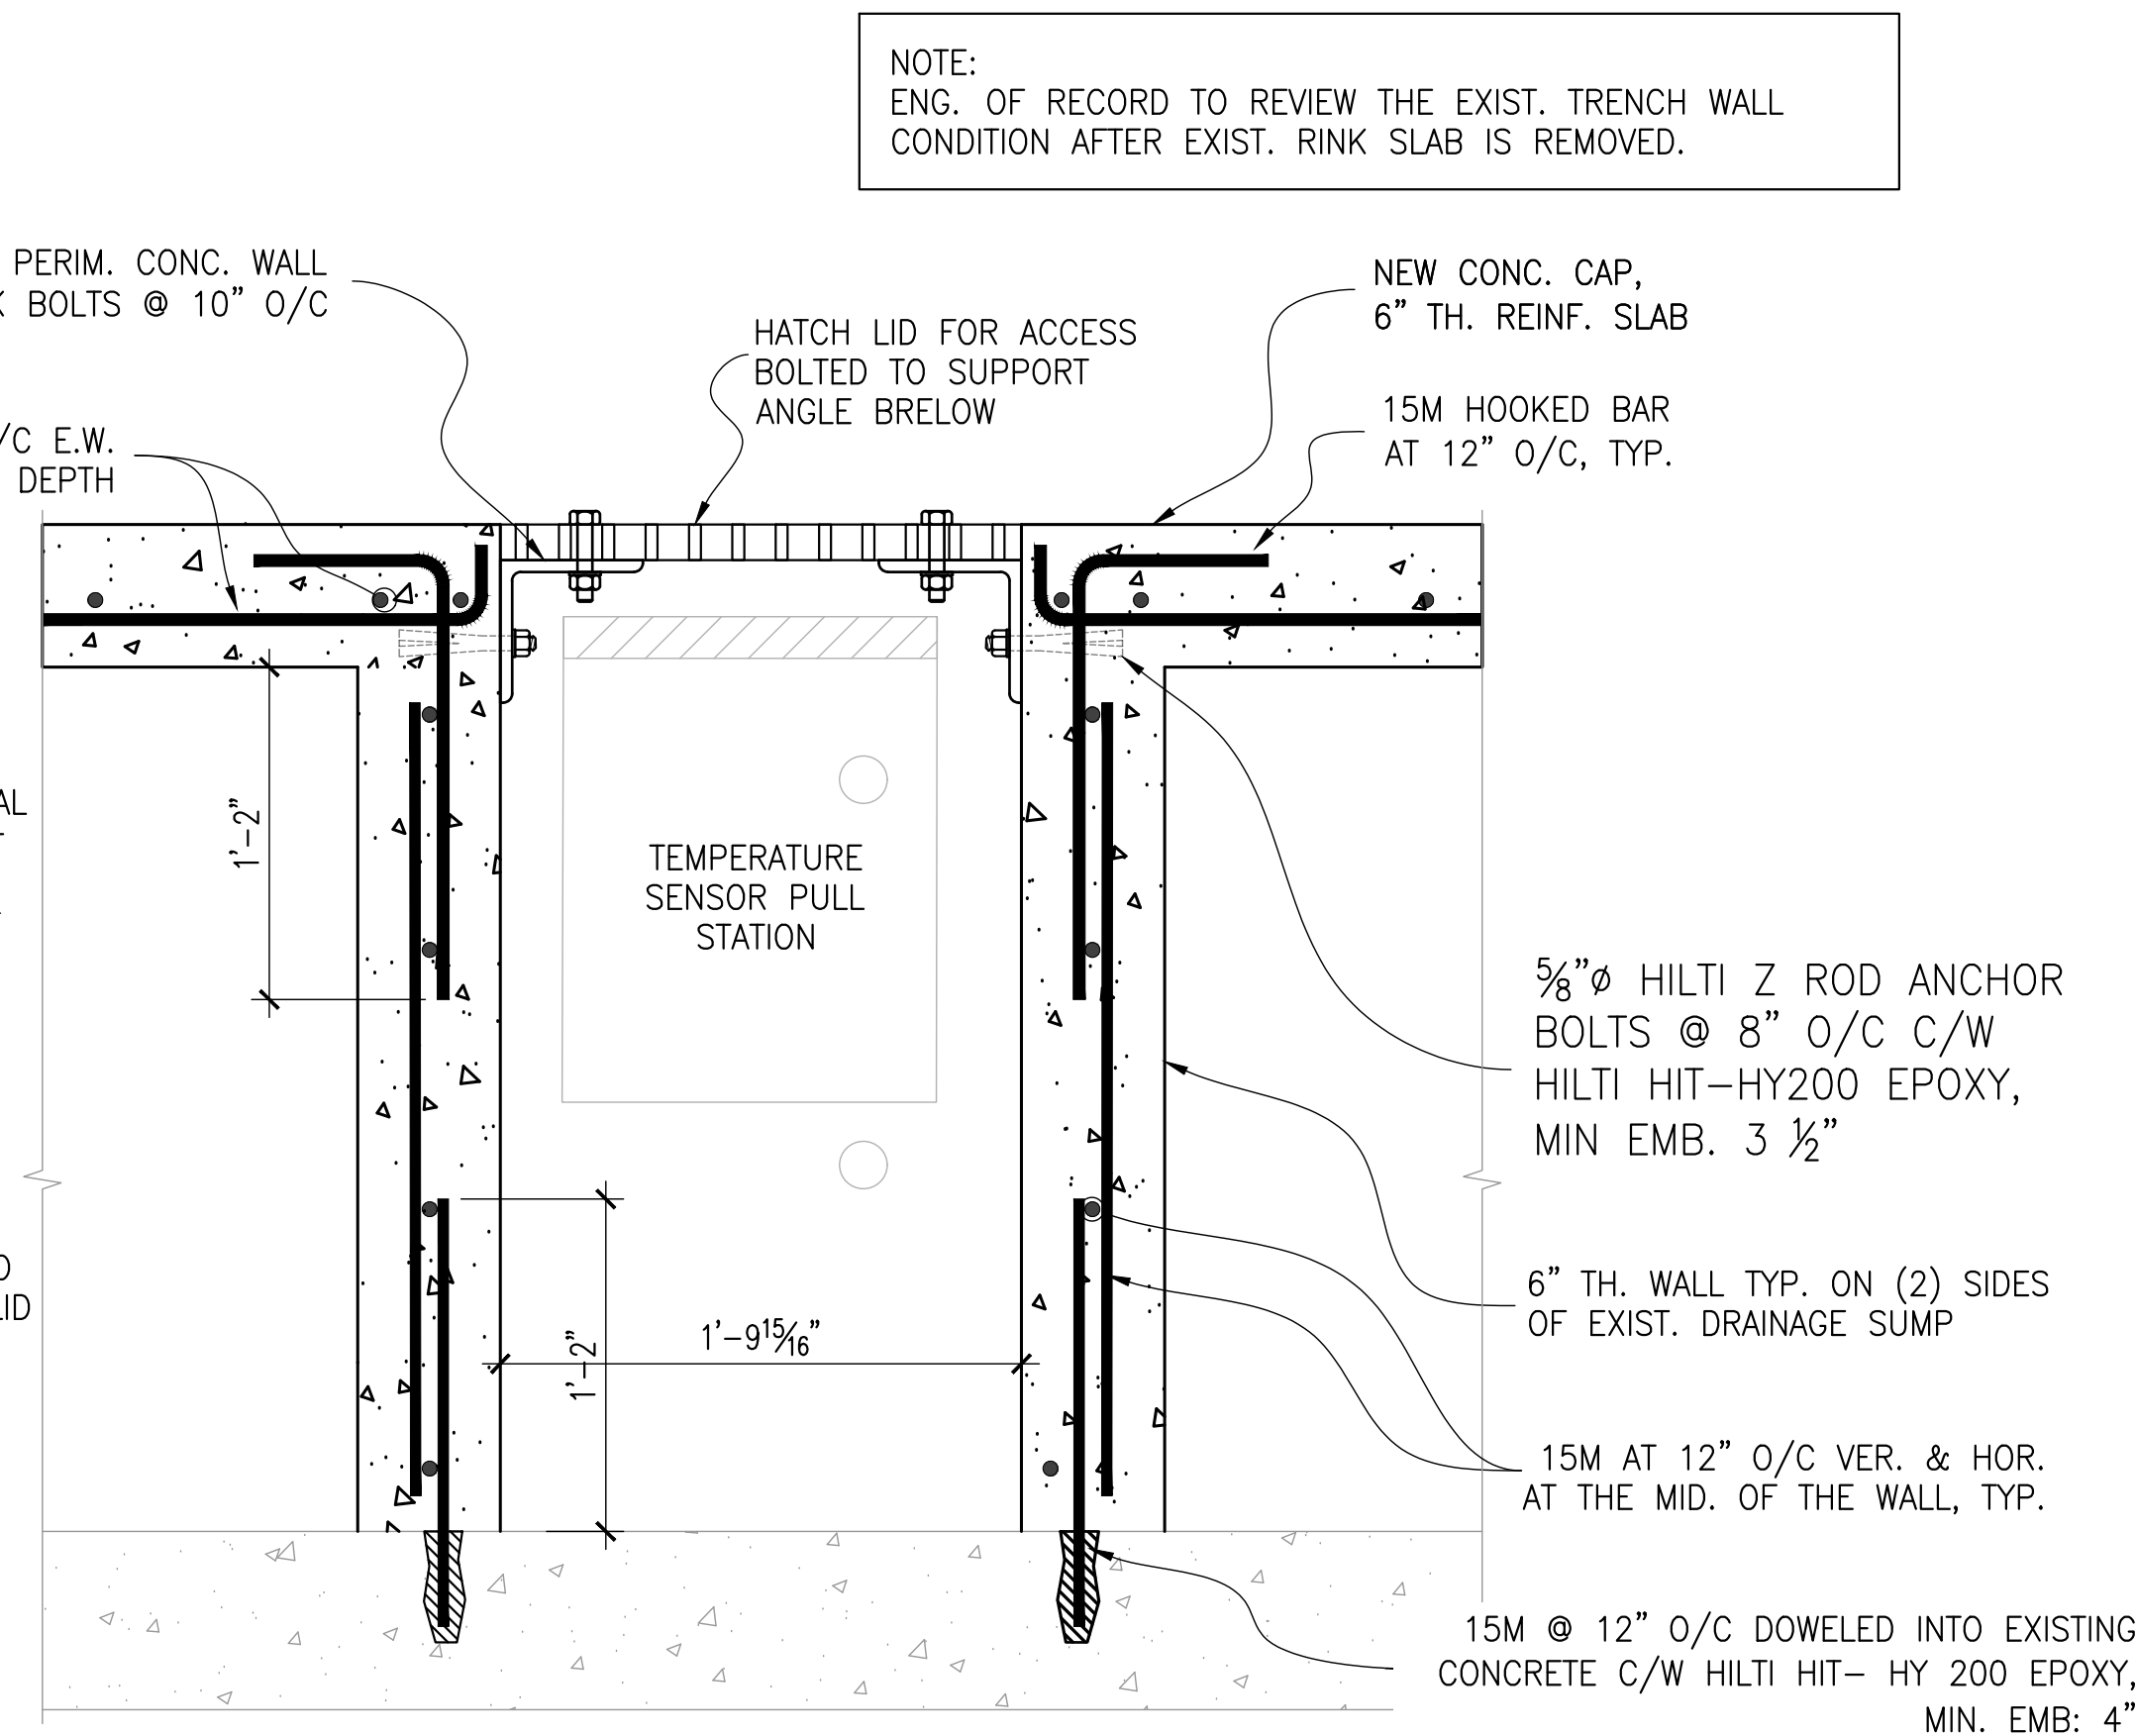 NOTE:
ENG. OF RECORD TO REVIEW THE EXIST. TRENCH WALL
CONDITION AFTER EXIST. RINK SLAB IS REMOVED.
PERIM. CONC. WALL
BOLTS @ 10" O/C
NEW CONC. CAP,
6" TH. REINF. SLAB
HATCH LID FOR ACCESS
BOLTED TO SUPPORT
ANGLE BRELOW
15M HOOKED BAR
AT 12" O/C, TYP.
/C E.W.
DEPTH
AL
1'-2"
TEMPERATURE
SENSOR PULL
STATION
5/8"ø HILTI Z ROD ANCHOR
BOLTS @ 8" O/C C/W
HILTI HIT-HY200 EPOXY,
MIN EMB. 3 1/2"
LID
6" TH. WALL TYP. ON (2) SIDES
OF EXIST. DRAINAGE SUMP
1'-9 15/16"
1'-2"
15M AT 12" O/C VER. & HOR.
AT THE MID. OF THE WALL, TYP.
15M @ 12" O/C DOWELED INTO EXISTING
CONCRETE C/W HILTI HIT- HY 200 EPOXY,
MIN. EMB: 4"